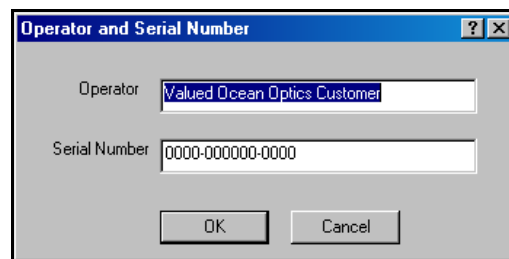 Operator and Serial Number
Operator
Valued Ocean Optics Customer
Serial Number
0000-000000-0000
OK
Cancel